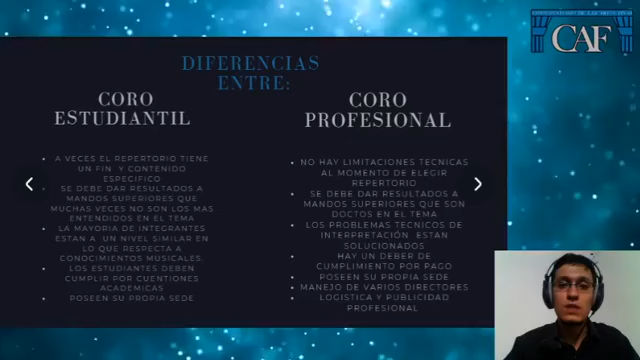 CAF
DIFERENCIAS
ENTRE:
CORO
ESTUDIANTIL
A VECES EL REPERTORIO TIENE
UN FIN Y CONTENIDO
ESPECIFICO
SE DEBE DAR RESULTADOS A
MANDOS SUPERIORES QUE
MUCHAS VECES NO SON LOS MAS
ENTENDIDOS EN EL TEMA
LA MAYORIA DE INTEGRANTES
ESTAN A UN NIVEL SIMILAR EN
LO QUE RESPECTA A
CONOCIMIENTOS MUSICALES.
LOS ESTUDIANTES DEBEN
CUMPLIR POR CUENTIONES
ACADEMICAS
POSEEN SU PROPIA SEDE
CORO
PROFESIONAL
NO HAY LIMITACIONES TECNICAS
AL MOMENTO DE ELEGIR
REPERTORIO
SE DEBE DAR RESULTADOS A
MANDOS SUPERIORES QUE SON
DOCTOS EN EL TEMA
LOS PROBLEMAS TECNICOS DE
INTERPRETACIÓN ESTAN
SOLUCIONADOS
HAY UN DEBER DE
CUMPLIMIENTO POR PAGO
POSEEN SU PROPIA SEDE
MANEJO DE VARIOS DIRECTORES
LOGISTICA Y PUBLICIDAD
PROFESIONAL